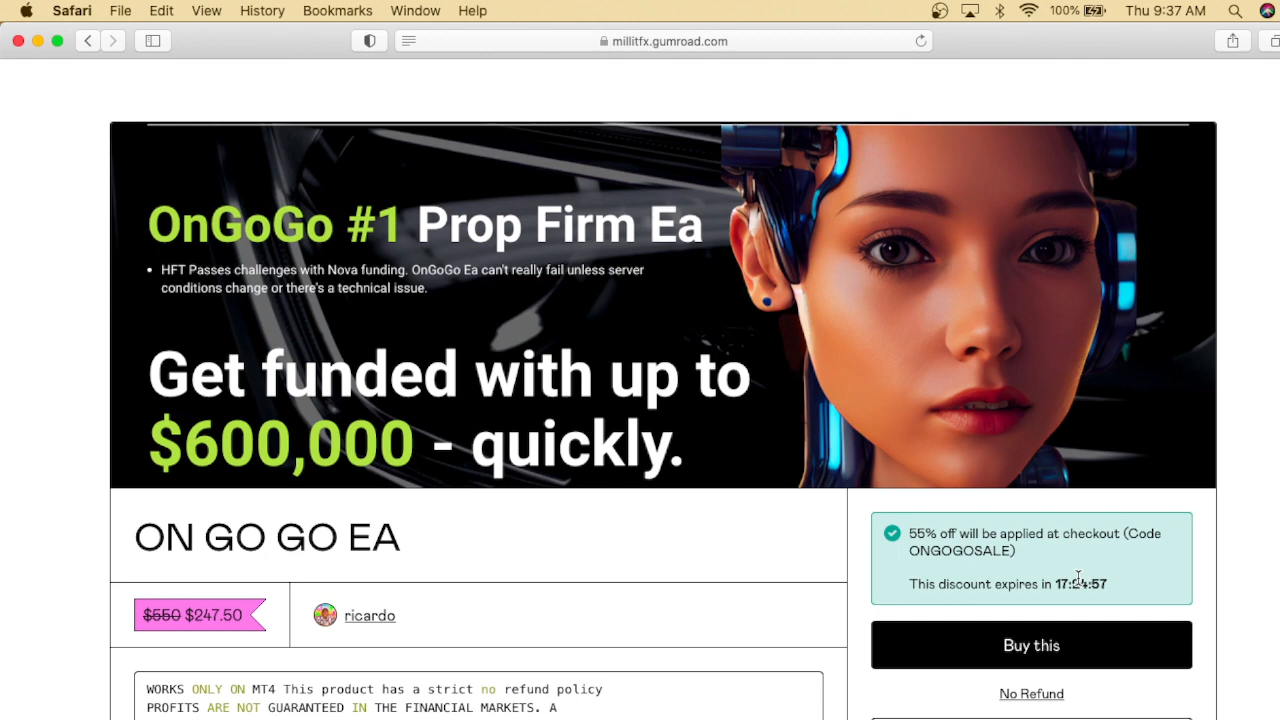 Safari File Edit View History Bookmarks Window Help 100% Thu 9:37 AM
millitfx.gumroad.com
OnGoGo #1 Prop Firm Ea
• HFT Passes challenges with Nova funding. OnGoGo Ea can't really fail unless server
conditions change or there's a technical issue.
Get funded with up to
$600,000 - quickly.
ON GO GO EA
$550 $247.50
ricardo
WORKS ONLY ON MT4 This product has a strict no refund policy
PROFITS ARE NOT GUARANTEED IN THE FINANCIAL MARKETS. A
55% off will be applied at checkout (Code
ONGOGOSALE)
This discount expires in 17:24:57
Buy this
No Refund